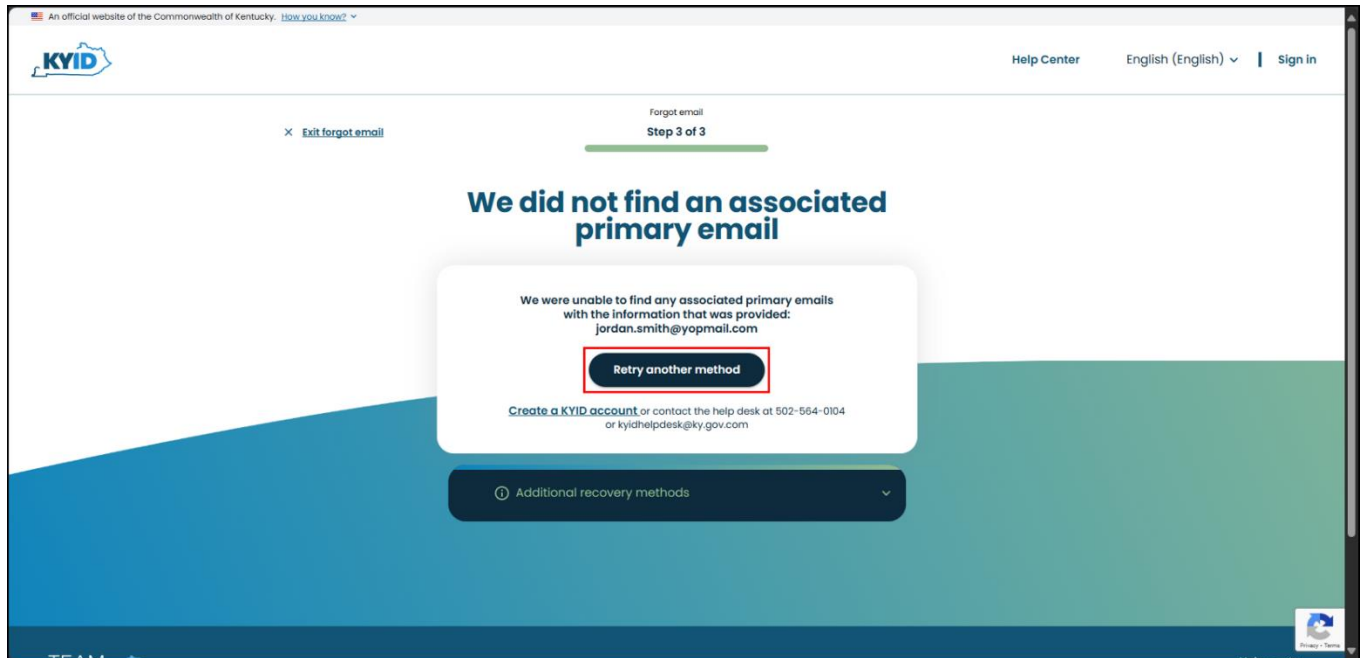 An official website of the Commonwealth of Kentucky. How you know?
KYID
Help Center
English (English)
Sign in
Forgot email
Exit forgot email
Step 3 of 3
We did not find an associated
primary email
We were unable to find any associated primary emails
with the information that was provided:
jordan.smith@yopmail.com
Retry another method
Create a KYID account or contact the help desk at 502-564-0104
or kyidhelpdesk@ky.gov.com
Additional recovery methods
Privacy - Terms
TEAM